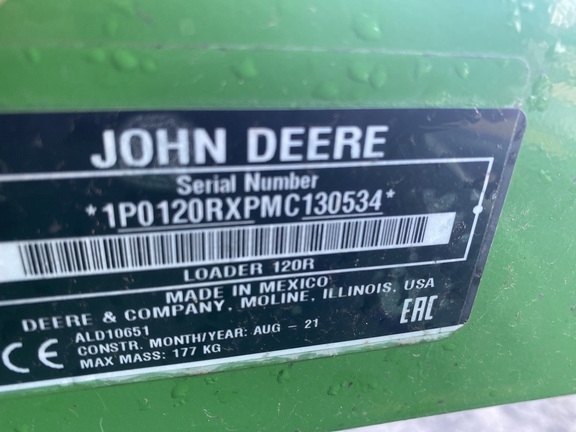 JOHN DEERE
Serial Number
*1P0120RXPMC130534*
LOADER 120R
MADE IN MEXICO
DEERE & COMPANY, MOLINE, ILLINOIS, USA
ALD10651
CONSTR. MONTH/YEAR: AUG - 21
MAX MASS: 177 KG
CE
EAC